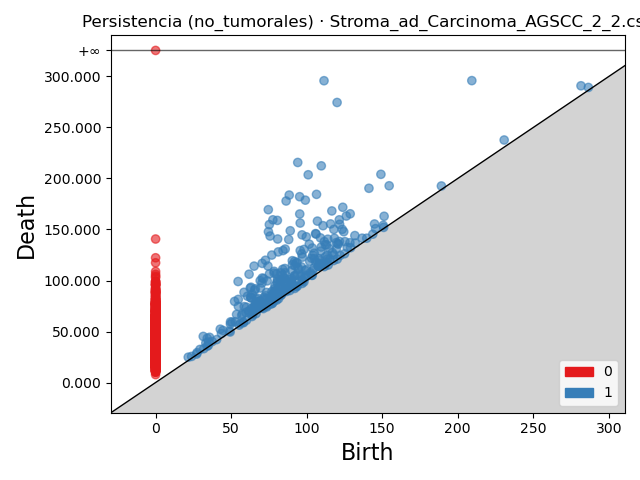 Persistencia (no_tumorales) · Stroma_ad_Carcinoma_AGSCC_2_2.cs
+∞
300.000
250.000
200.000
150.000
100.000
50.000
0.000
Death
0
1
0 50 100 150 200 250 300
Birth